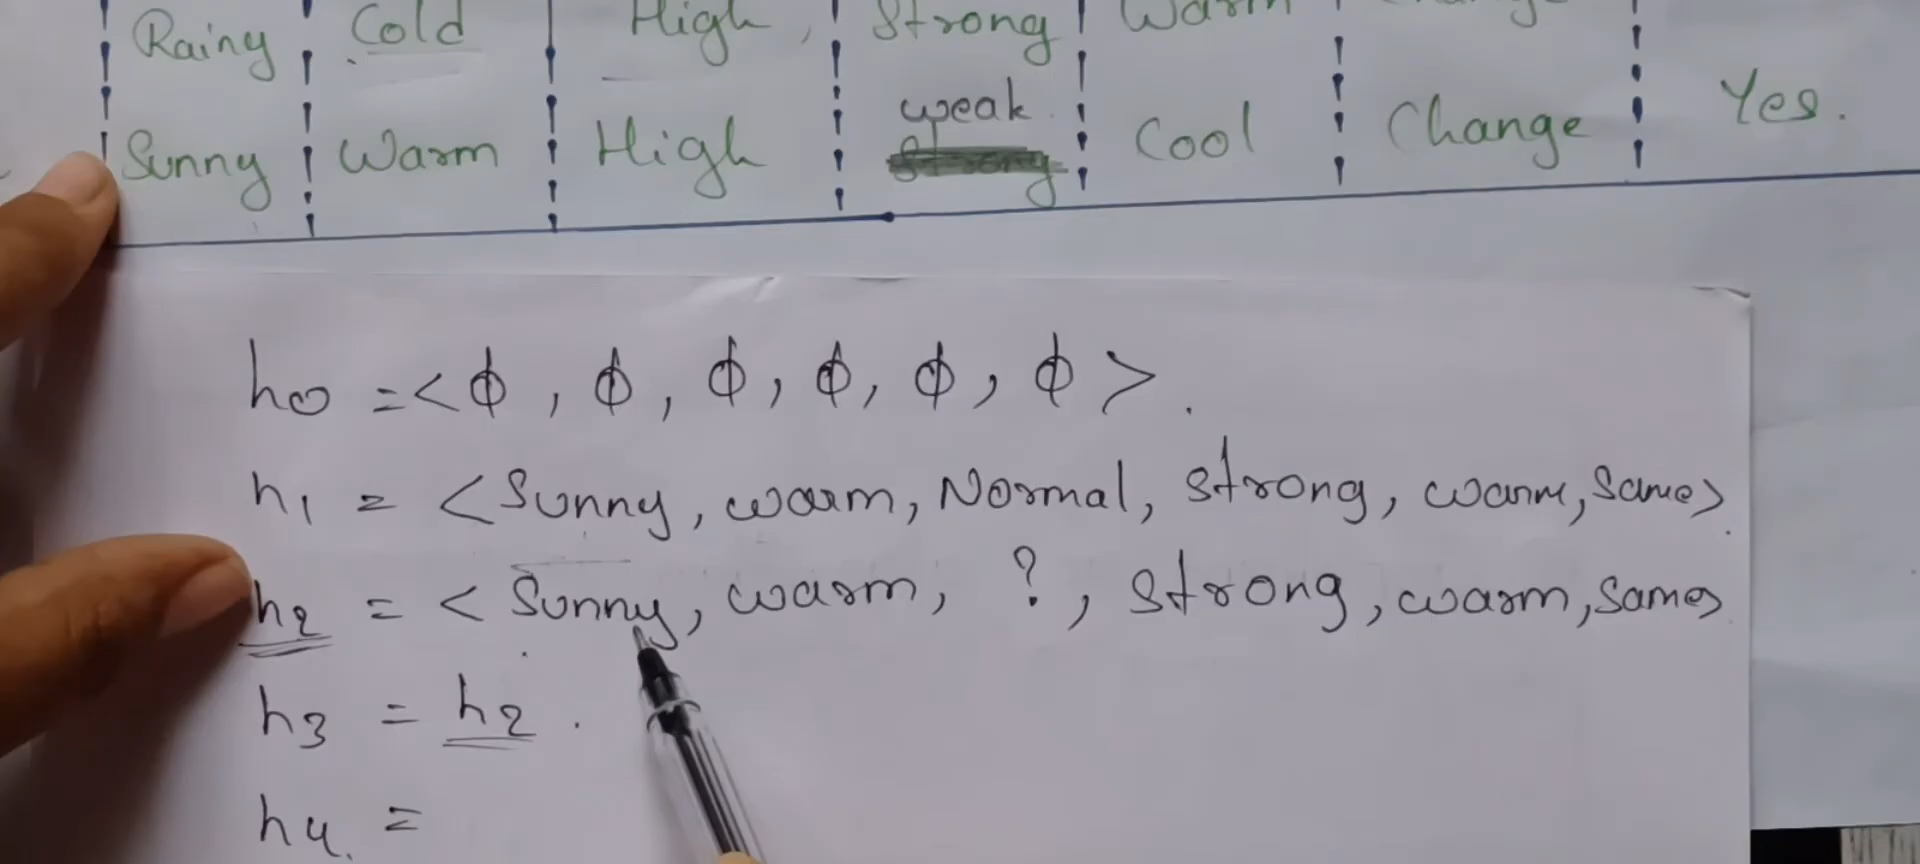 Rainy Cold High, Strong Warm
weak
Sunny Warm High Cool Change Yes.
h0 = < ϕ, ϕ, ϕ, ϕ, ϕ, ϕ >.
h1 = < Sunny, warm, Normal, Strong, warm, Same>
h2 = < Sunny, warm, ?, Strong, warm, Same>
h3 = h2.
h4. =